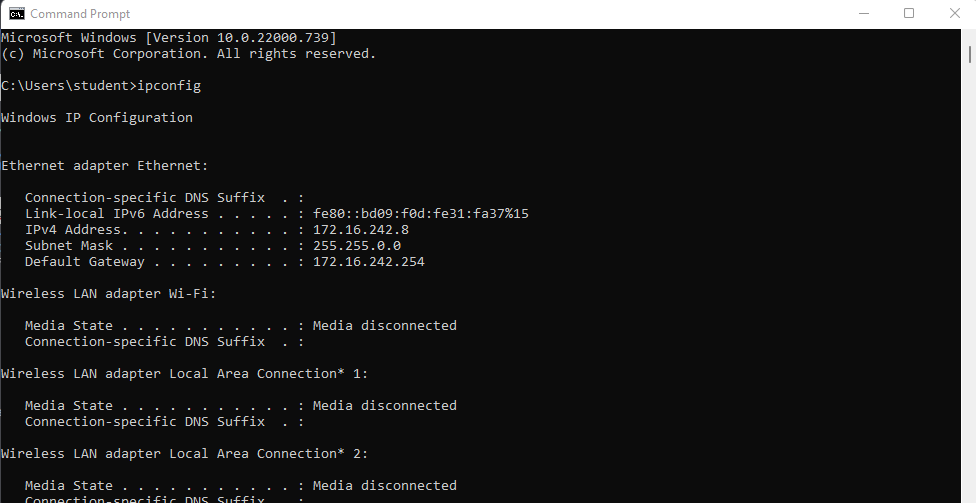 Command Prompt
Microsoft Windows [Version 10.0.22000.739]
(c) Microsoft Corporation. All rights reserved.
C:\Users\student>ipconfig
Windows IP Configuration
Ethernet adapter Ethernet:
   Connection-specific DNS Suffix  . :
   Link-local IPv6 Address . . . . . : fe80::bd09:f0d:fe31:fa37%15
   IPv4 Address. . . . . . . . . . . : 172.16.242.8
   Subnet Mask . . . . . . . . . . . : 255.255.0.0
   Default Gateway . . . . . . . . . : 172.16.242.254
Wireless LAN adapter Wi-Fi:
   Media State . . . . . . . . . . . : Media disconnected
   Connection-specific DNS Suffix  . :
Wireless LAN adapter Local Area Connection* 1:
   Media State . . . . . . . . . . . : Media disconnected
   Connection-specific DNS Suffix  . :
Wireless LAN adapter Local Area Connection* 2:
   Media State . . . . . . . . . . . : Media disconnected
   Connection-specific DNS Suffix  . :